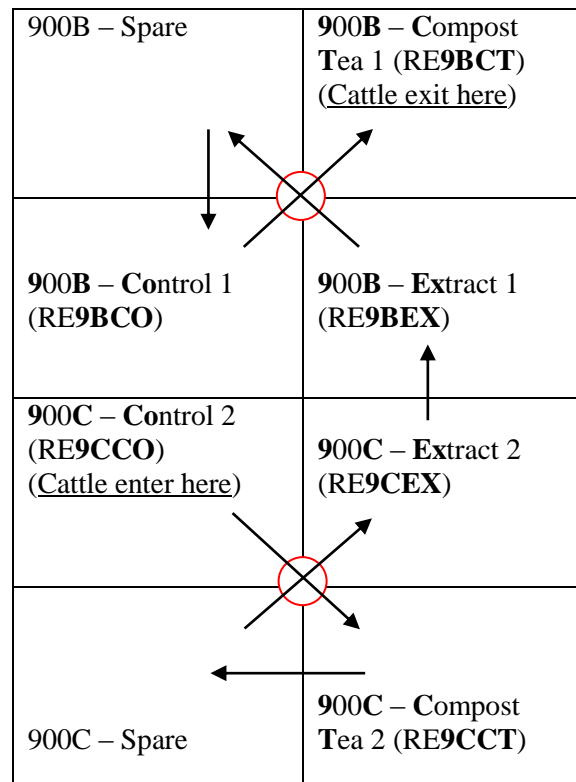 900B – Spare
900B – Compost
Tea 1 (RE9BCT)
(Cattle exit here)
900B – Control 1
(RE9BCO)
900B – Extract 1
(RE9BEX)
900C – Control 2
(RE9CCO)
(Cattle enter here)
900C – Extract 2
(RE9CEX)
900C – Spare
900C – Compost
Tea 2 (RE9CCT)